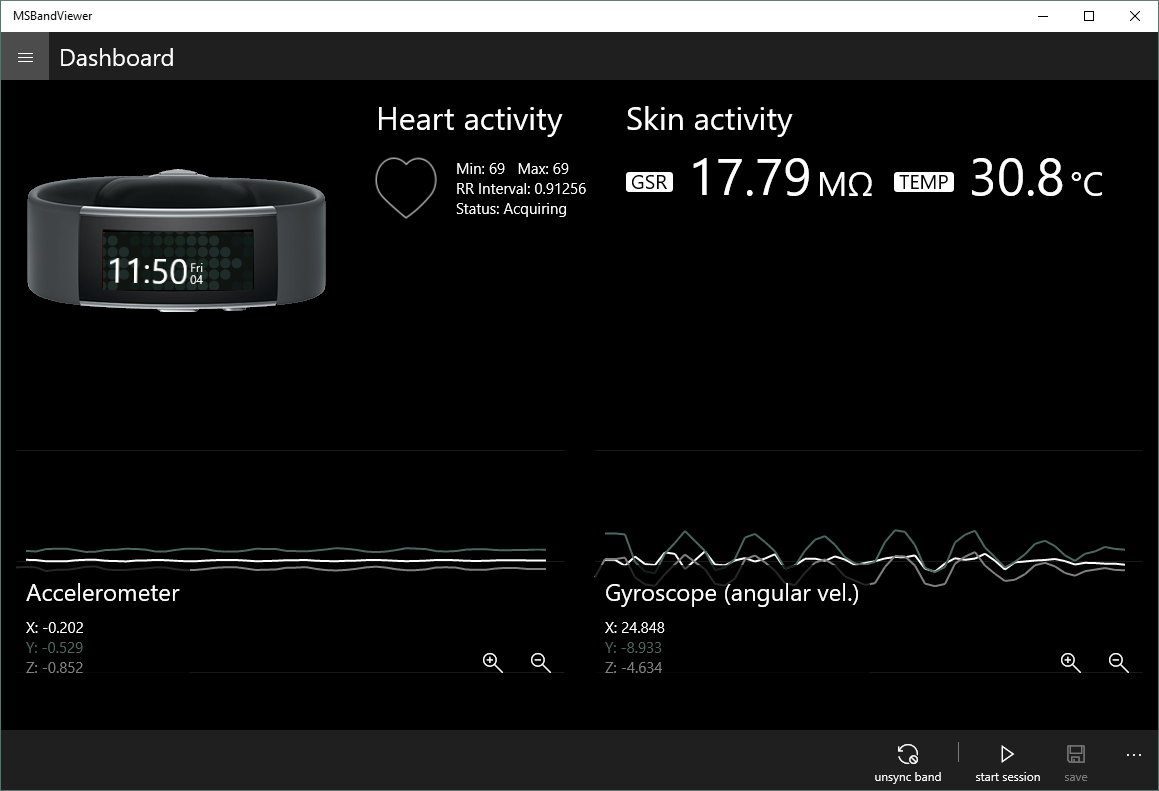 MSBandViewer
Dashboard
Heart activity
Min: 69 Max: 69
RR Interval: 0.91256
Status: Acquiring
Skin activity
GSR 17.79 MΩ TEMP 30.8 °C
11:50 Fri 04
Accelerometer
X: -0.202
Y: -0.529
Z: -0.852
Gyroscope (angular vel.)
X: 24.848
Y: -8.933
Z: -4.634
unsync band
start session
save